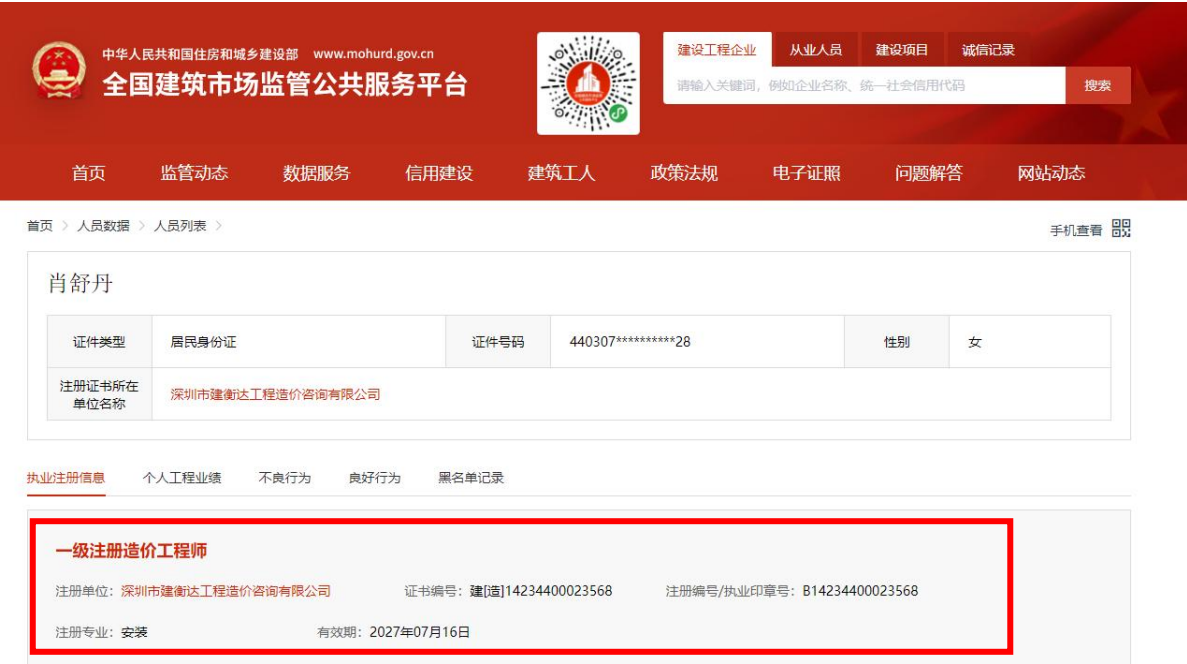 中华人民共和国住房和城乡建设部 www.mohurd.gov.cn
全国建筑市场监管公共服务平台
建设工程企业 从业人员 建设项目 诚信记录
请输入关键词，例如企业名称、统一社会信用代码 搜索
首页 监管动态 数据服务 信用建设 建筑工人 政策法规 电子证照 问题解答 网站动态
首页 > 人员数据 > 人员列表 >
手机查看
肖舒丹
证件类型 居民身份证 证件号码 440307**********28 性别 女
注册证书所在
单位名称
深圳市建衡达工程造价咨询有限公司
执业注册信息 个人工程业绩 不良行为 良好行为 黑名单记录
一级注册造价工程师
注册单位：深圳市建衡达工程造价咨询有限公司 证书编号：建[造]14234400023568 注册编号/执业印章号：B14234400023568
注册专业：安装 有效期：2027年07月16日